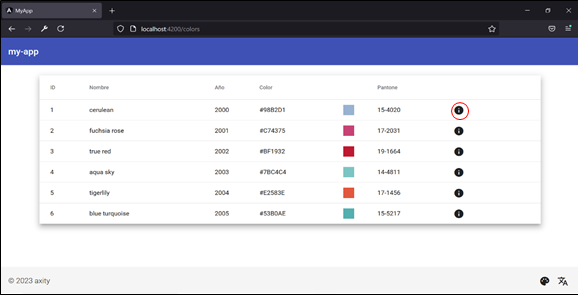 MyApp
localhost:4200/colors
my-app
ID Nombre Año Color Pantone
1 cerulean 2000 #98B2D1 15-4020
2 fuchsia rose 2001 #C74375 17-2031
3 true red 2002 #BF1932 19-1664
4 aqua sky 2003 #7BC4C4 14-4811
5 tigerlily 2004 #E2583E 17-1456
6 blue turquoise 2005 #53B0AE 15-5217
© 2023 axity